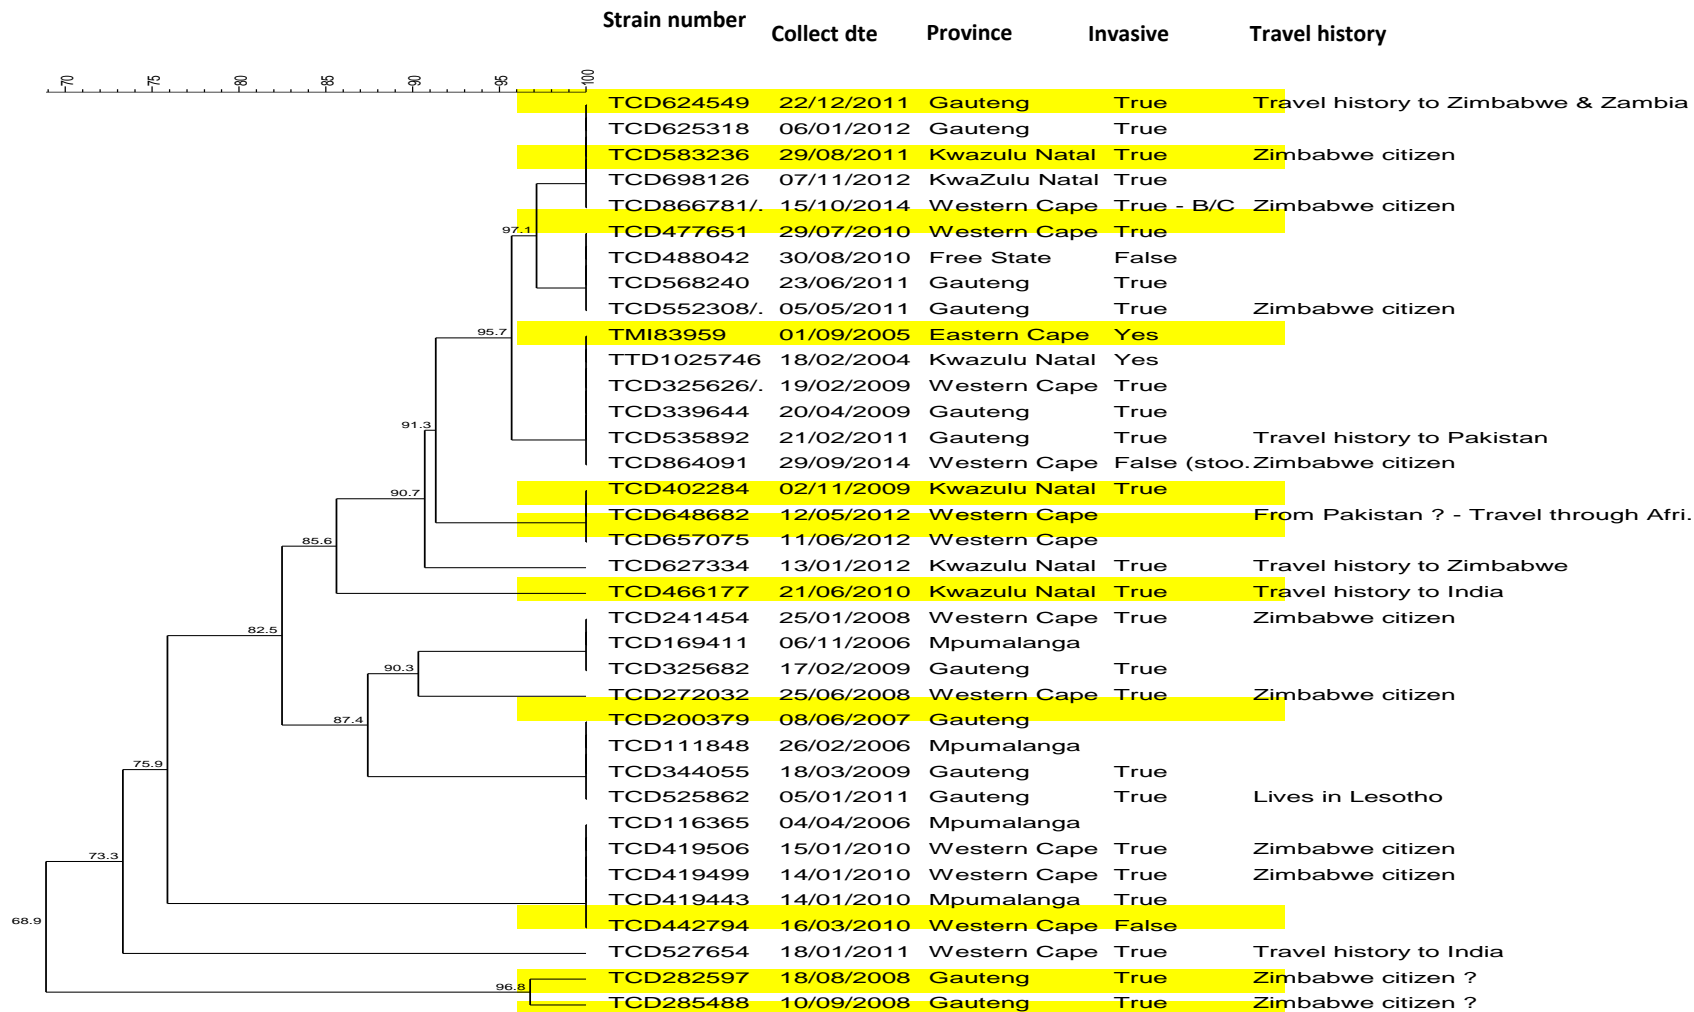 Strain number Collect dte Province Invasive Travel history
70 75 80 85 90 95 100
TCD624549 22/12/2011 Gauteng True Travel history to Zimbabwe & Zambia
TCD625318 06/01/2012 Gauteng True
TCD583236 29/08/2011 Kwazulu Natal True Zimbabwe citizen
TCD698126 07/11/2012 KwaZulu Natal True
TCD866781/. 15/10/2014 Western Cape True - B/C Zimbabwe citizen
97.1 TCD477651 29/07/2010 Western Cape True
TCD488042 30/08/2010 Free State False
TCD568240 23/06/2011 Gauteng True
TCD552308/. 05/05/2011 Gauteng True Zimbabwe citizen
95.7 TMI83959 01/09/2005 Eastern Cape Yes
TTD1025746 18/02/2004 Kwazulu Natal Yes
TCD325626/. 19/02/2009 Western Cape True
TCD339644 20/04/2009 Gauteng True
91.3 TCD535892 21/02/2011 Gauteng True Travel history to Pakistan
TCD864091 29/09/2014 Western Cape False (stoo. Zimbabwe citizen
90.7 TCD402284 02/11/2009 Kwazulu Natal True
TCD648682 12/05/2012 Western Cape From Pakistan ? - Travel through Afri.
85.6 TCD657075 11/06/2012 Western Cape
TCD627334 13/01/2012 Kwazulu Natal True Travel history to Zimbabwe
TCD466177 21/06/2010 Kwazulu Natal True Travel history to India
82.5 TCD241454 25/01/2008 Western Cape True Zimbabwe citizen
TCD169411 06/11/2006 Mpumalanga
90.3 TCD325682 17/02/2009 Gauteng True
TCD272032 25/06/2008 Western Cape True Zimbabwe citizen
87.4 TCD200379 08/06/2007 Gauteng
TCD111848 26/02/2006 Mpumalanga
75.9 TCD344055 18/03/2009 Gauteng True
TCD525862 05/01/2011 Gauteng True Lives in Lesotho
TCD116365 04/04/2006 Mpumalanga
73.3 TCD419506 15/01/2010 Western Cape True Zimbabwe citizen
TCD419499 14/01/2010 Western Cape True Zimbabwe citizen
TCD419443 14/01/2010 Mpumalanga True
68.9 TCD442794 16/03/2010 Western Cape False
TCD527654 18/01/2011 Western Cape True Travel history to India
TCD282597 18/08/2008 Gauteng True Zimbabwe citizen ?
96.8 TCD285488 10/09/2008 Gauteng True Zimbabwe citizen ?